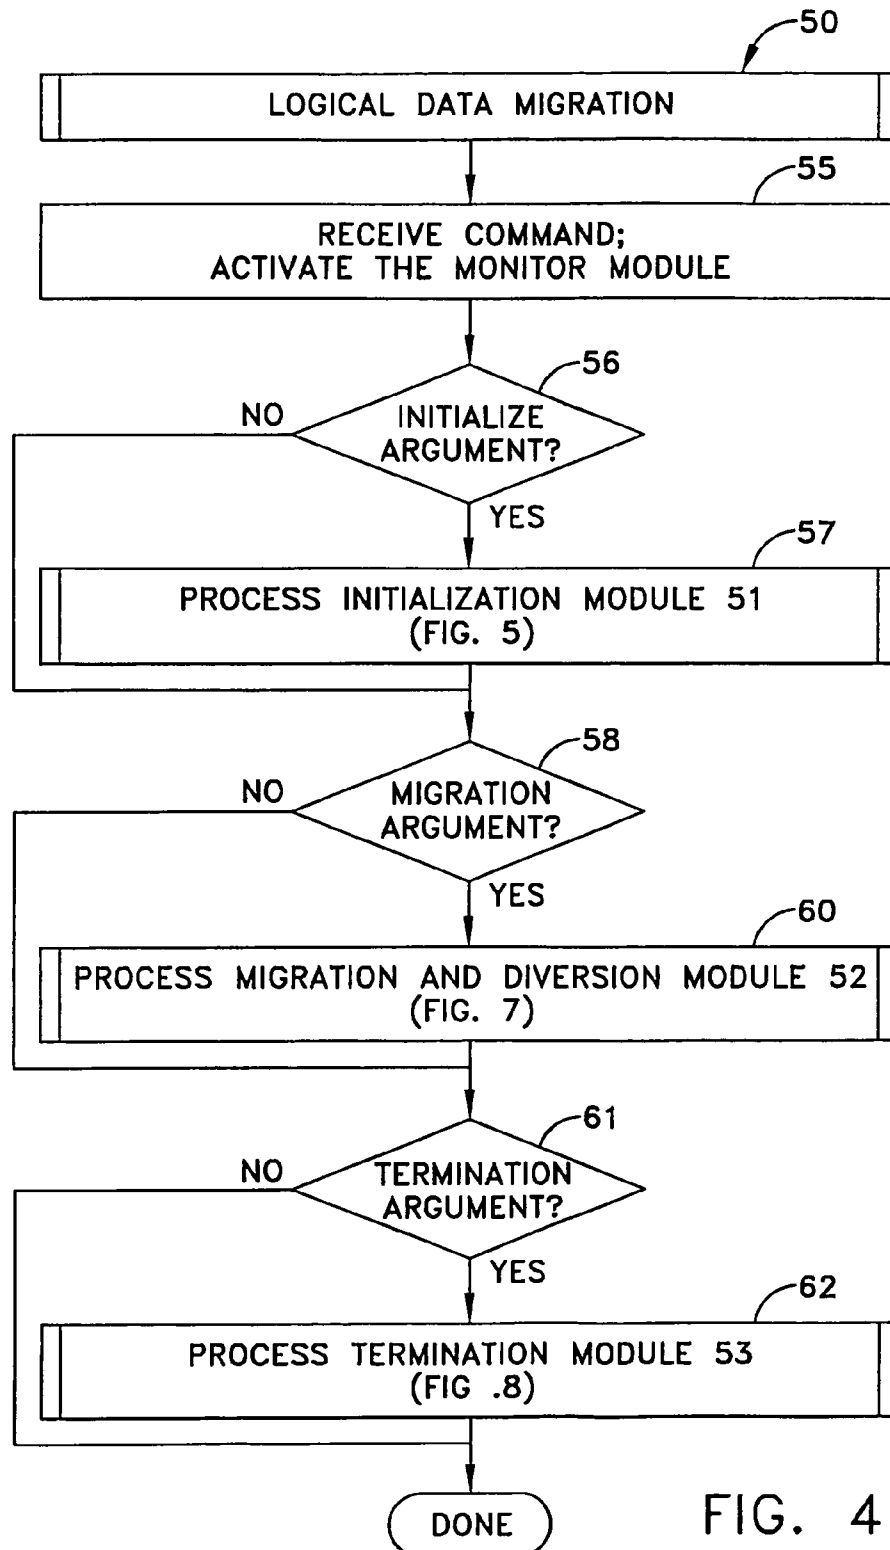 50
LOGICAL DATA MIGRATION
55
RECEIVE COMMAND;
ACTIVATE THE MONITOR MODULE
56
NO
INITIALIZE
ARGUMENT?
YES
57
PROCESS INITIALIZATION MODULE 51
(FIG. 5)
58
NO
MIGRATION
ARGUMENT?
YES
60
PROCESS MIGRATION AND DIVERSION MODULE 52
(FIG. 7)
61
NO
TERMINATION
ARGUMENT?
YES
62
PROCESS TERMINATION MODULE 53
(FIG .8)
DONE
FIG. 4